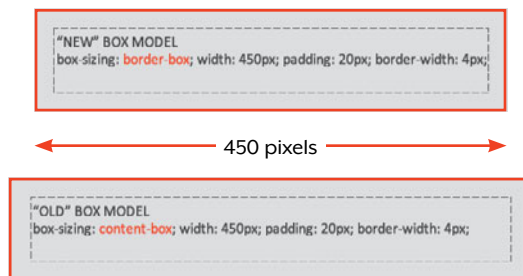 “NEW” BOX MODEL
box-sizing: border-box; width: 450px; padding: 20px; border-width: 4px;
450 pixels
“OLD” BOX MODEL
box-sizing: content-box; width: 450px; padding: 20px; border-width: 4px;